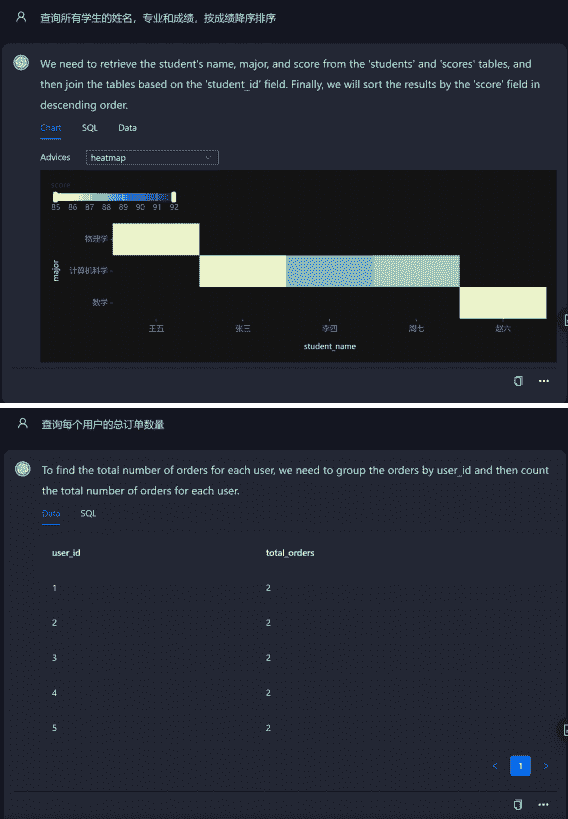 查询所有学生的姓名，专业和成绩，按成绩降序排序
We need to retrieve the student's name, major, and score from the 'students' and 'scores' tables, and
then join the tables based on the 'student_id' field. Finally, we will sort the results by the 'score' field in
descending order.
Chart SQL Data
Advices heatmap
score
85 86 87 88 89 90 91 92
major
物理学
计算机科学
数学
王五 张三 李四 周七 赵六
student_name
查询每个用户的总订单数量
To find the total number of orders for each user, we need to group the orders by user_id and then count
the total number of orders for each user.
Data SQL
user_id total_orders
1 2
2 2
3 2
4 2
5 2
< 1 >